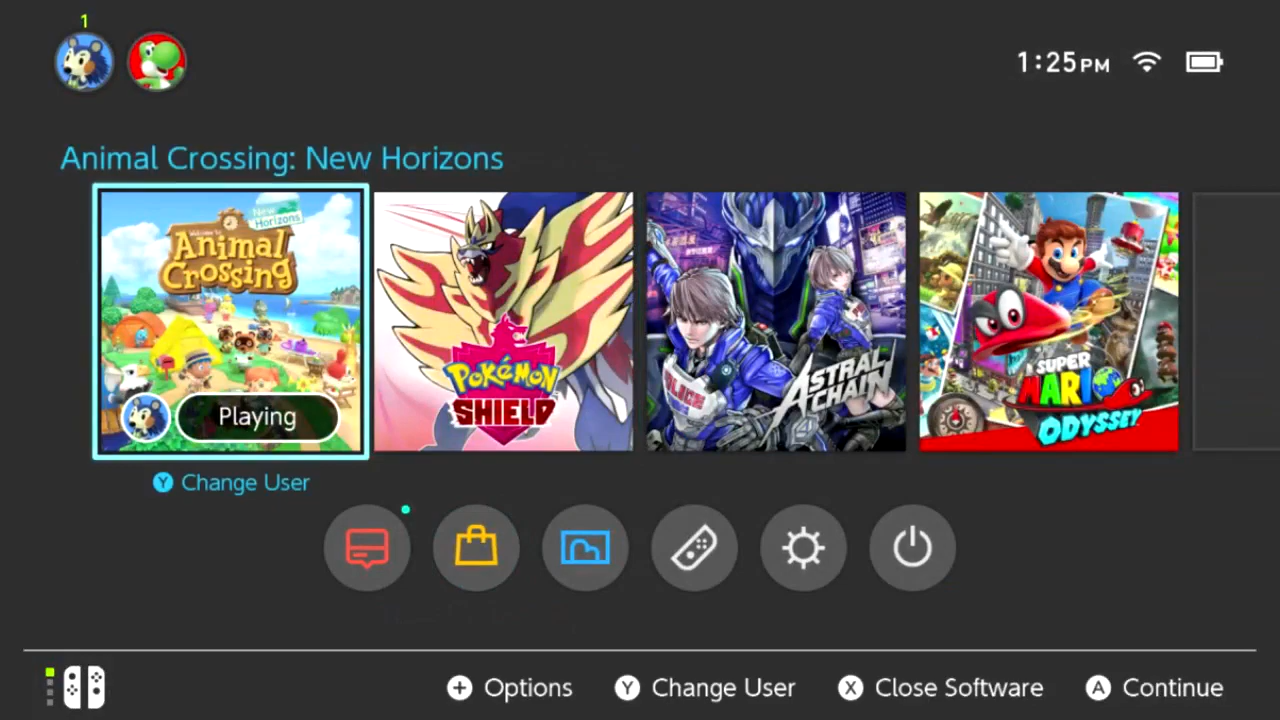 1
1:25PM
Animal Crossing: New Horizons
New
Horizons
Welcome to
Animal
Crossing
Playing
POKéMON
SHIELD
POLICE
ASTRAL
CHAIN
SUPER
MARIO
ODYSSEY
Y Change User
+ Options
Y Change User
X Close Software
A Continue